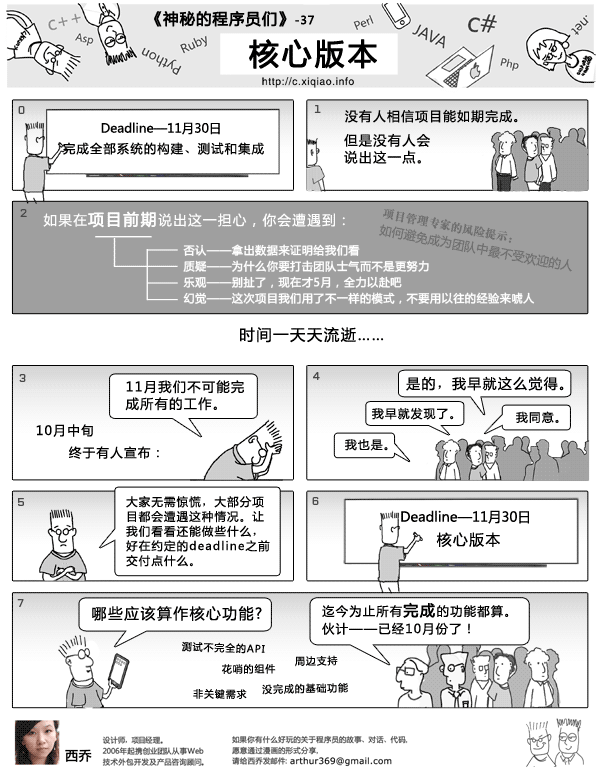 《神秘的程序员们》-37
C++
Asp
Python
Ruby
Perl
JAVA
C#
Php
.net
核心版本
http://c.xiqiao.info
0
Deadline—11月30日
完成全部系统的构建、测试和集成
1
没有人相信项目能如期完成。
但是没有人会
说出这一点。
2
如果在项目前期说出这一担心，你会遭遇到：
项目管理专家的风险提示：
如何避免成为团队中最不受欢迎的人
否认——拿出数据来证明给我们看
质疑——为什么你要打击团队士气而不是更努力
乐观——别扯了，现在才5月，全力以赴吧
幻觉——这次项目我们用了不一样的模式，不要用以往的经验来唬人
时间一天天流逝……
3
11月我们不可能完
成所有的工作。
10月中旬
终于有人宣布：
4
是的，我早就这么觉得。
我早就发现了。
我同意。
我也是。
5
大家无需惊慌，大部分项
目都会遭遇这种情况。让
我们看看还能做些什么，
好在约定的deadline之前
交付点什么。
6
Deadline—11月30日
核心版本
7
哪些应该算作核心功能?
迄今为止所有完成的功能都算。
伙计——已经10月份了！
测试不完全的API
花哨的组件
周边支持
非关键需求
没完成的基础功能
西乔
设计师、项目经理。
2006年起携创业团队从事Web
技术外包开发及产品咨询顾问。
如果你有什么好玩的关于程序员的故事、对话、代码,
愿意通过漫画的形式分享,
请给西乔发邮件: arthur369@gmail.com